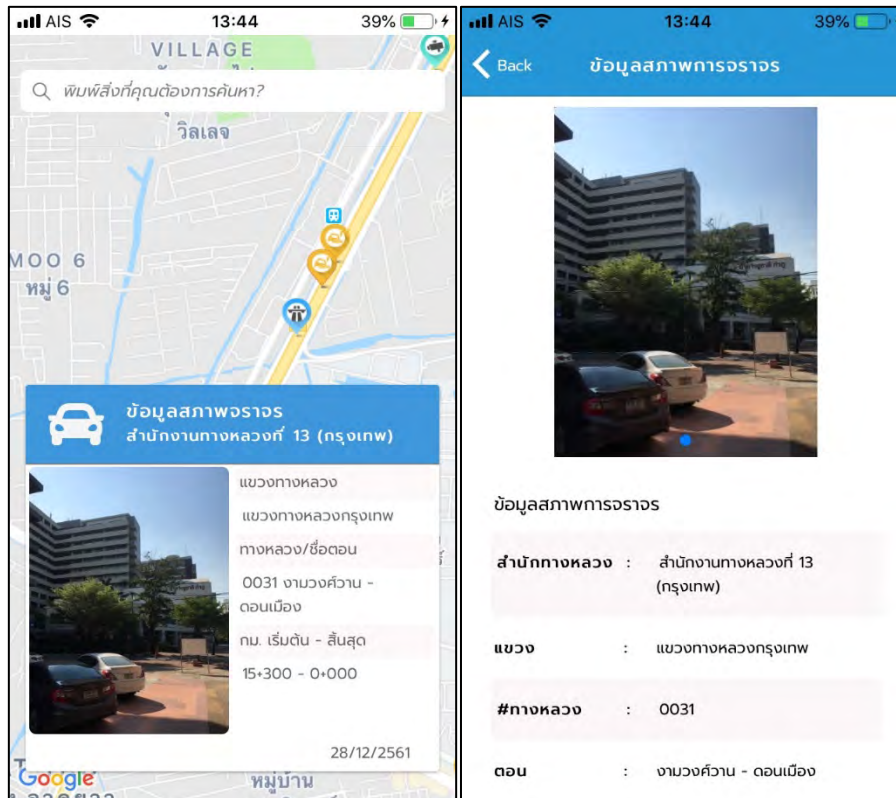 AIS 13:44 39%
VILLAGE
พิมพ์สิ่งที่คุณต้องการค้นหา?
วิลเลจ
MOO 6
หมู่ 6
ข้อมูลสภาพจราจร
สำนักงานทางหลวงที่ 13 (กรุงเทพ)
แขวงทางหลวง
แขวงทางหลวงกรุงเทพ
ทางหลวง/ชื่อตอน
0031 งามวงศ์วาน -
ดอนเมือง
กม. เริ่มต้น - สิ้นสุด
15+300 - 0+000
28/12/2561
Google
หมู่บ้าน
AIS 13:44 39%
Back ข้อมูลสภาพการจราจร
ข้อมูลสภาพการจราจร
สำนักทางหลวง : สำนักงานทางหลวงที่ 13
(กรุงเทพ)
แขวง : แขวงทางหลวงกรุงเทพ
#ทางหลวง : 0031
ตอน : งามวงศ์วาน - ดอนเมือง